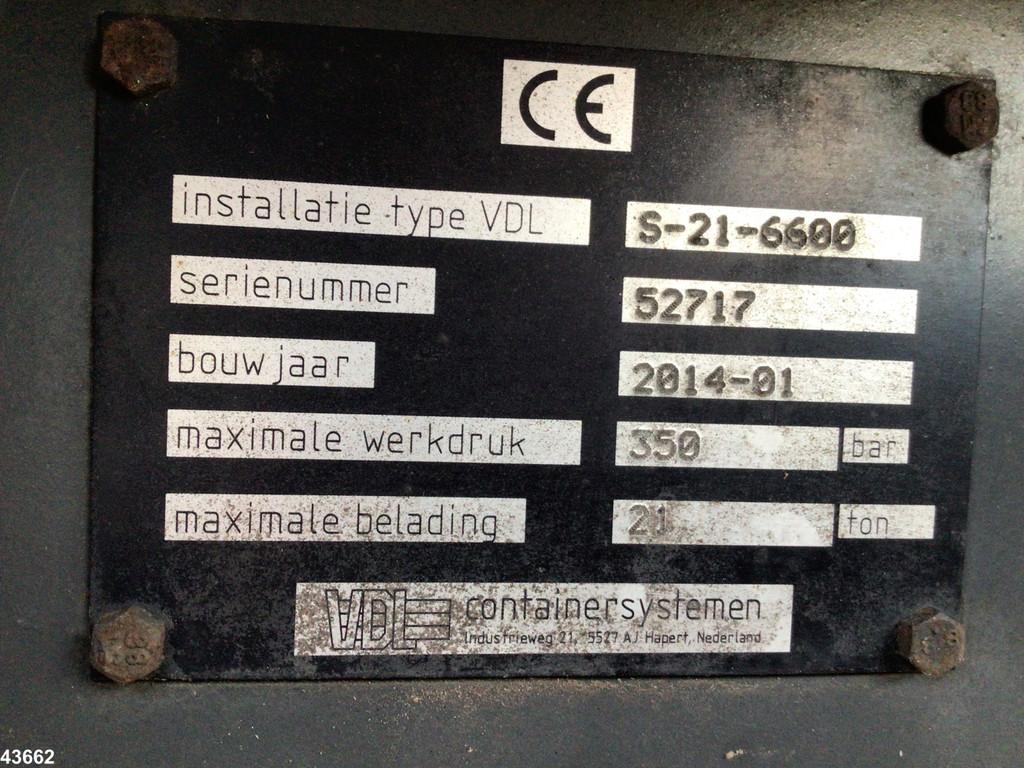 CE
installatie type VDL S-21-6600
serienummer 52717
bouwjaar 2014-01
maximale werkdruk 350 bar
maximale belading 21 ton
VDL containersystemen
Industrieweg 21, 5527 AJ Hapert, Nederland
43662